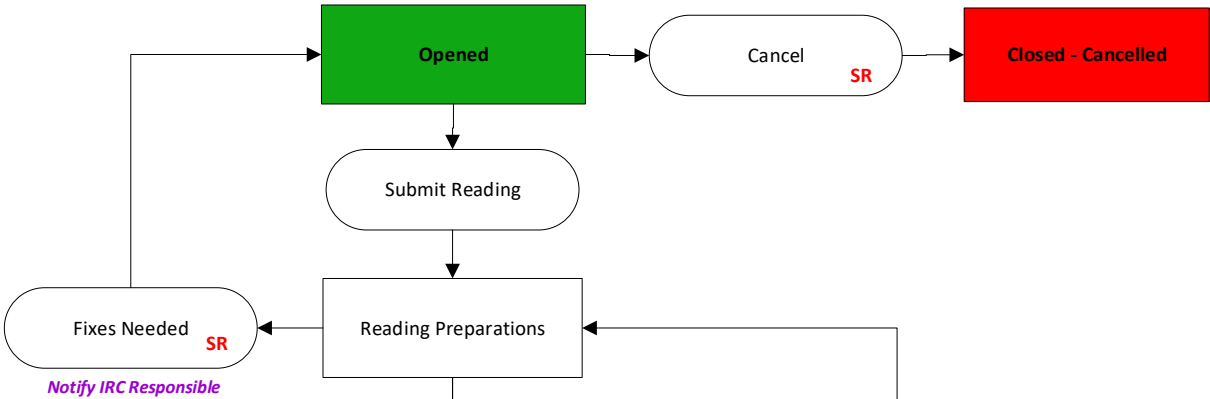 Opened
Cancel
SR
Closed - Cancelled
Submit Reading
Fixes Needed
SR
Reading Preparations
Notify IRC Responsible